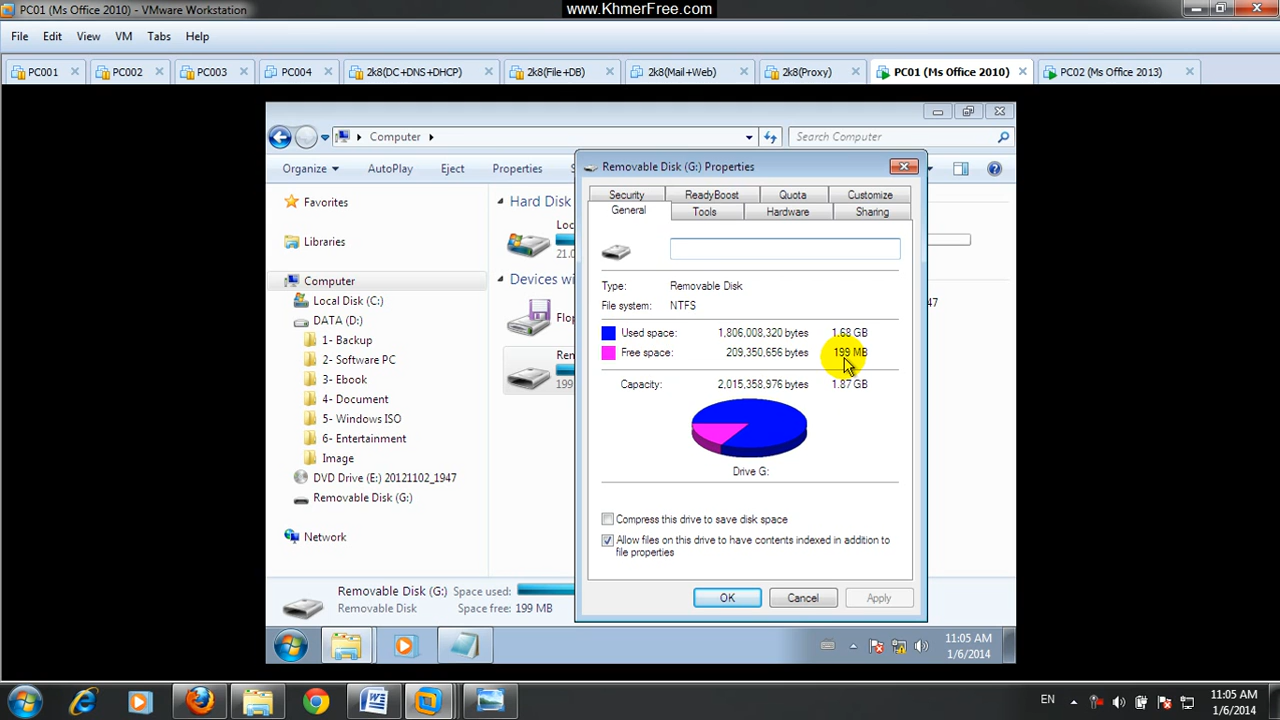 PC01 (Ms Office 2010) - VMware Workstation
www.KhmerFree.com
File Edit View VM Tabs Help
PC001 PC002 PC003 PC004 2k8(DC+DNS+DHCP) 2k8(File+DB) 2k8(Mail+Web) 2k8(Proxy) PC01 (Ms Office 2010) PC02 (Ms Office 2013)
Computer
Search Computer
Organize AutoPlay Eject Properties
Favorites
Libraries
Computer
Local Disk (C:)
DATA (D:)
1- Backup
2- Software PC
3- Ebook
4- Document
5- Windows ISO
6- Entertainment
Image
DVD Drive (E:) 20121102_1947
Removable Disk (G:)
Network
Hard Disk
Loc
21.0
Devices wi
Flop
Rem
199
47
Removable Disk (G:) Properties
Security ReadyBoost Quota Customize
General Tools Hardware Sharing
Type: Removable Disk
File system: NTFS
Used space: 1,806,008,320 bytes 1.68 GB
Free space: 209,350,656 bytes 199 MB
Capacity: 2,015,358,976 bytes 1.87 GB
Drive G:
Compress this drive to save disk space
Allow files on this drive to have contents indexed in addition to
file properties
OK Cancel Apply
Removable Disk (G:) Space used:
Removable Disk Space free: 199 MB
11:05 AM
1/6/2014
EN
11:05 AM
1/6/2014